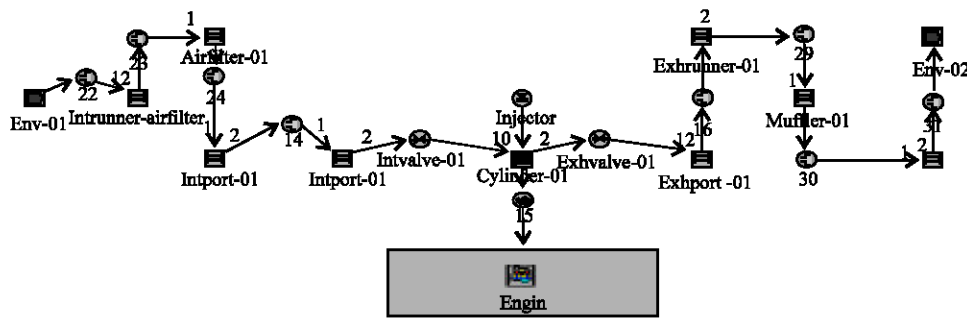 1
2
29
23
Airfilter-01
Exhrunner-01
Env-02
22
12
24
1
Env-01
Intrunner-airfilter
Injector
16
Muffler-01
31
1
2
14
1
2
10
2
12
1
2
Intvalve-01
Exhvalve-01
Intport-01
Intport-01
Cylinder-01
Exhport -01
30
15
Engin